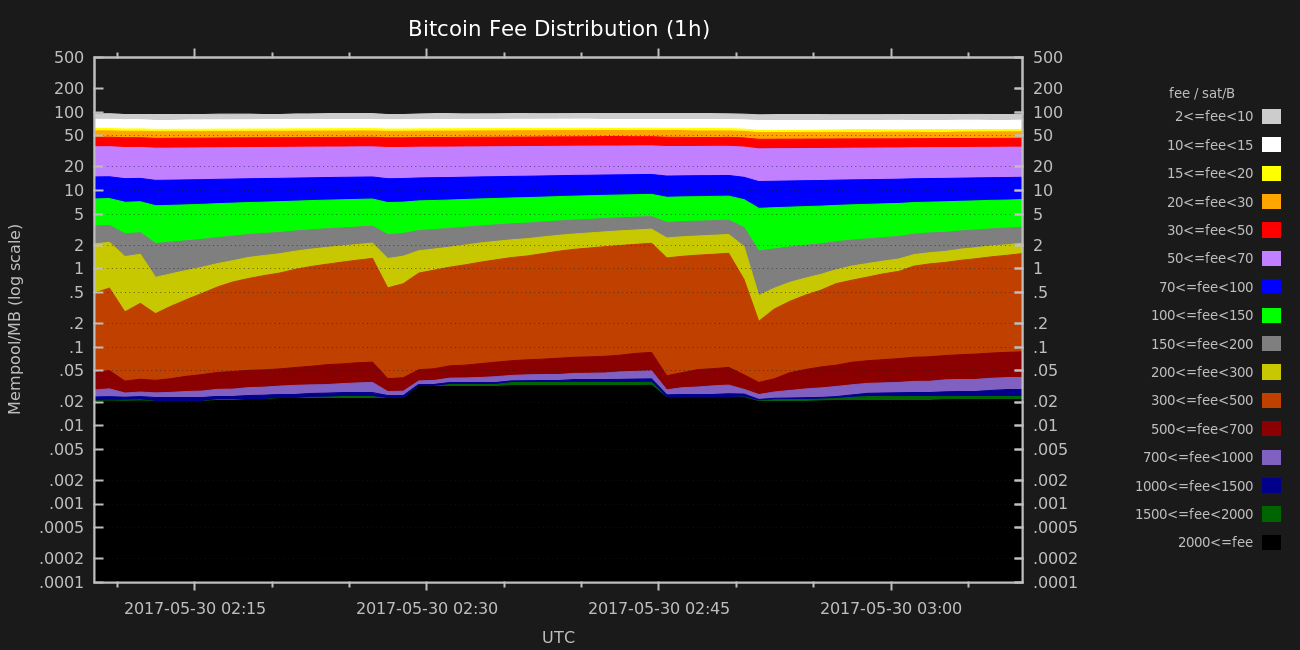 Bitcoin Fee Distribution (1h)
500
200
100
50
20
10
5
2
1
.5
.2
.1
.05
.02
.01
.005
.002
.001
.0005
.0002
.0001
Mempool/MB (log scale)
500
200
100
50
20
10
5
2
1
.5
.2
.1
.05
.02
.01
.005
.002
.001
.0005
.0002
.0001
2017-05-30 02:15
2017-05-30 02:30
2017-05-30 02:45
2017-05-30 03:00
UTC
fee / sat/B
2<=fee<10
10<=fee<15
15<=fee<20
20<=fee<30
30<=fee<50
50<=fee<70
70<=fee<100
100<=fee<150
150<=fee<200
200<=fee<300
300<=fee<500
500<=fee<700
700<=fee<1000
1000<=fee<1500
1500<=fee<2000
2000<=fee